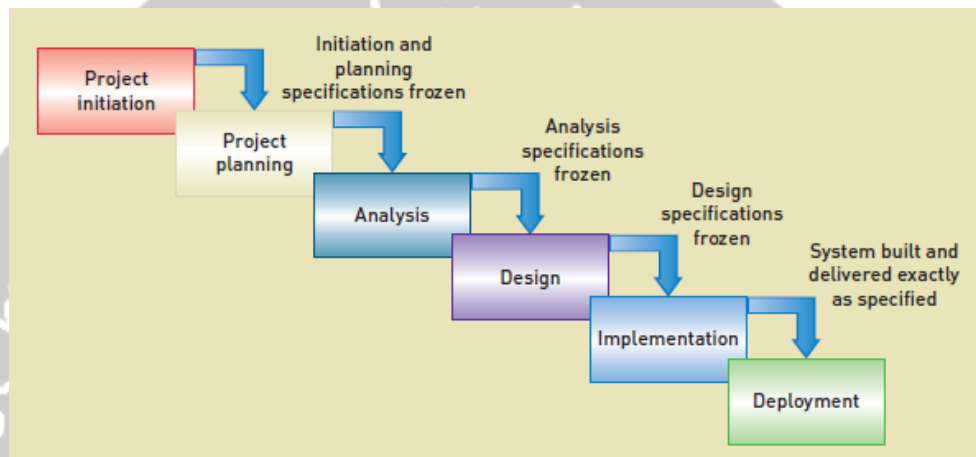 Project
initiation
Initiation and
planning
specifications frozen
Project
planning
Analysis
specifications
frozen
Analysis
Design
specifications
frozen
Design
System built and
delivered exactly
as specified
Implementation
Deployment